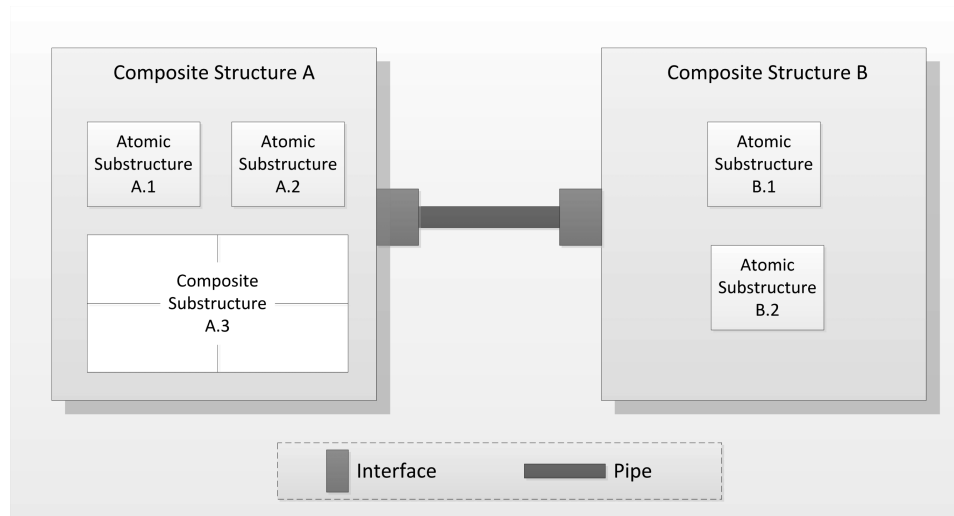 Composite Structure A
Atomic
Substructure
A.1
Atomic
Substructure
A.2
Composite
Substructure
A.3
Composite Structure B
Atomic
Substructure
B.1
Atomic
Substructure
B.2
Interface
Pipe